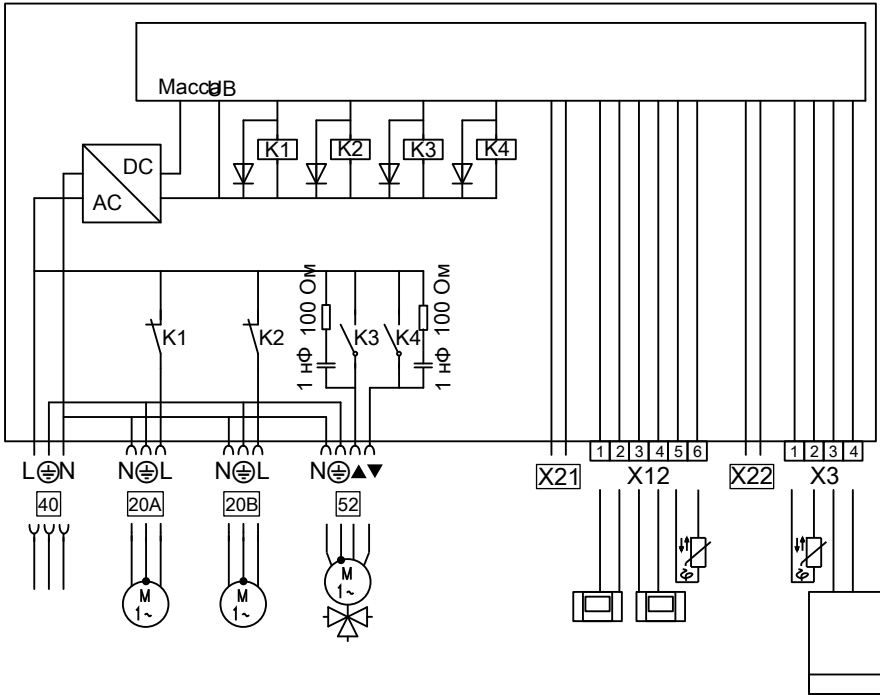 Масса UB
K1 K2 K3 K4
DC
AC
K1
K2
1 нФ 100 Ом
K3
K4
1 нФ 100 Ом
L N
N L
N L
N ▲▼
40
20A
20B
52
X21
1 2 3 4 5 6
X12
X22
1 2 3 4
X3
M
1~
M
1~
M
1~
ϑ
ϑ